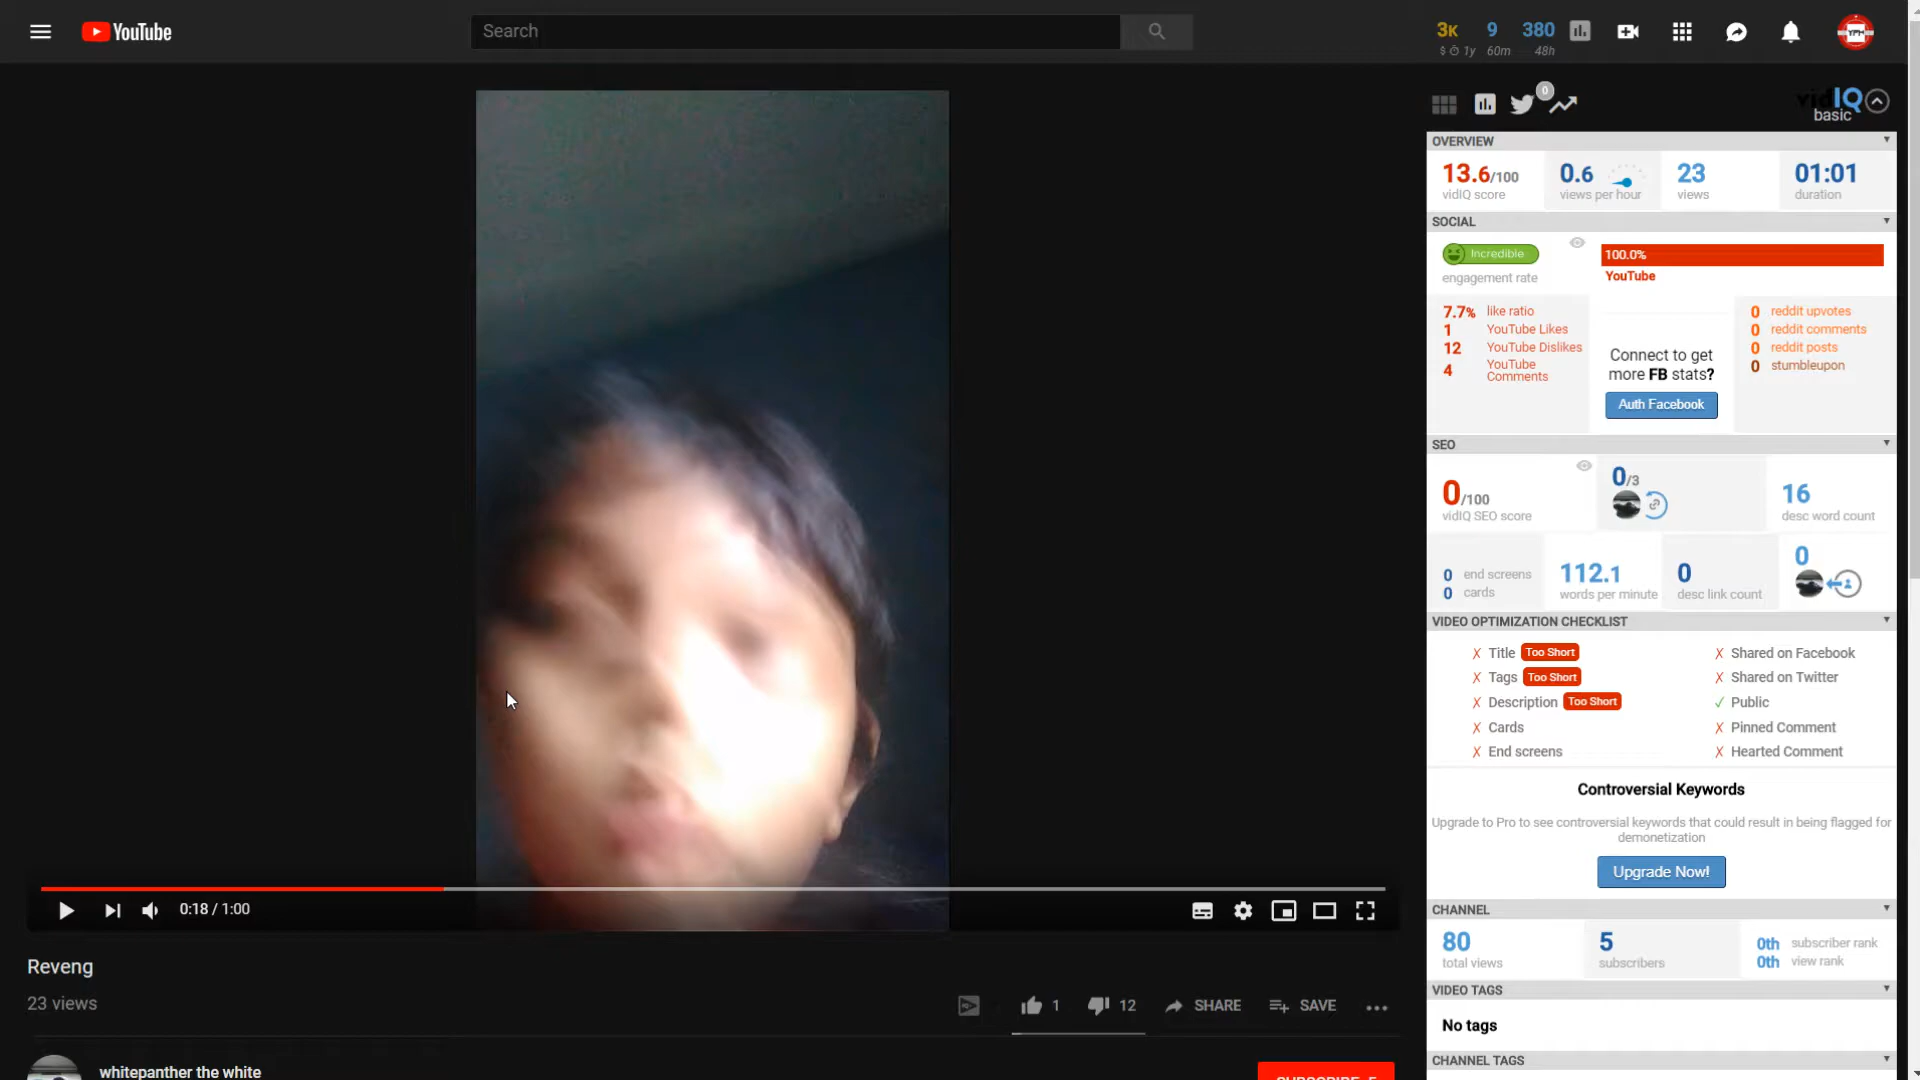 YouTube
Search
3K 9 380
$ 1y 60m 48h
YPH
0
vidIQ
basic
OVERVIEW
13.6/100 0.6 23 01:01
vidIQ score views per hour views duration
SOCIAL
Incredible
engagement rate
100.0%
YouTube
7.7% like ratio
1 YouTube Likes
12 YouTube Dislikes
4 YouTube Comments
Connect to get
more FB stats?
Auth Facebook
0 reddit upvotes
0 reddit comments
0 reddit posts
0 stumbleupon
SEO
0/100 0/3 16
vidIQ SEO score desc word count
0 end screens
0 cards
112.1 0 0
words per minute desc link count
VIDEO OPTIMIZATION CHECKLIST
X Title Too Short X Shared on Facebook
X Tags Too Short X Shared on Twitter
X Description Too Short ✓ Public
X Cards X Pinned Comment
X End screens X Hearted Comment
Controversial Keywords
Upgrade to Pro to see controversial keywords that could result in being flagged for
demonetization
Upgrade Now!
CHANNEL
80 5
total views subscribers
0th subscriber rank
0th view rank
VIDEO TAGS
No tags
CHANNEL TAGS
0:18 / 1:00
Reveng
23 views
1 12 SHARE SAVE
whitepanther the white
SUBSCRIBE 5